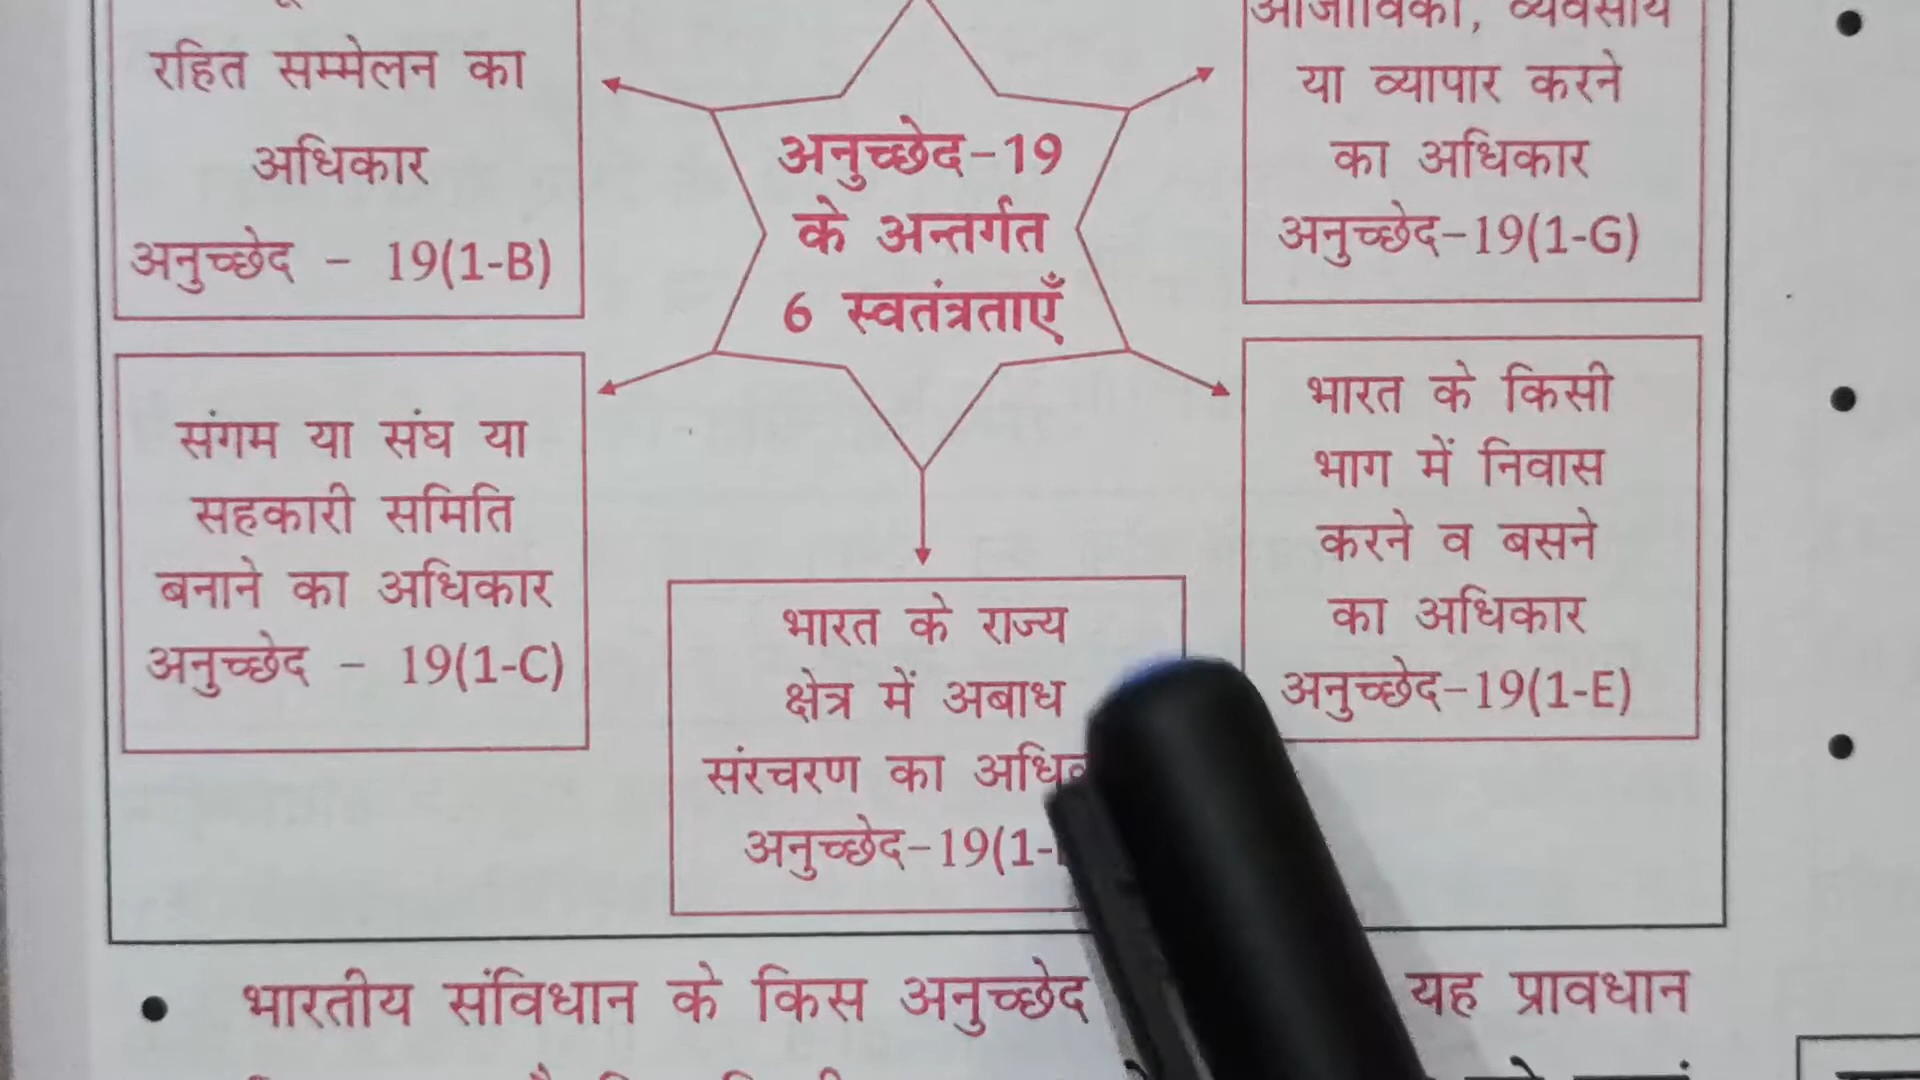 रहित सम्मेलन का
अधिकार
अनुच्छेद - 19(1-B)
संगम या संघ या
सहकारी समिति
बनाने का अधिकार
अनुच्छेद - 19(1-C)
अनुच्छेद-19
के अन्तर्गत
6 स्वतंत्रताएँ
भारत के राज्य
क्षेत्र में अबाध
संरचरण का
अनुच्छेद-19(1-
आजीविका, व्यवसाय
या व्यापार करने
का अधिकार
अनुच्छेद-19(1-G)
भारत के किसी
भाग में निवास
करने व बसने
का अधिकार
अनुच्छेद-19(1-E)
भारतीय संविधान के किस अनुच्छेद यह प्रावधान